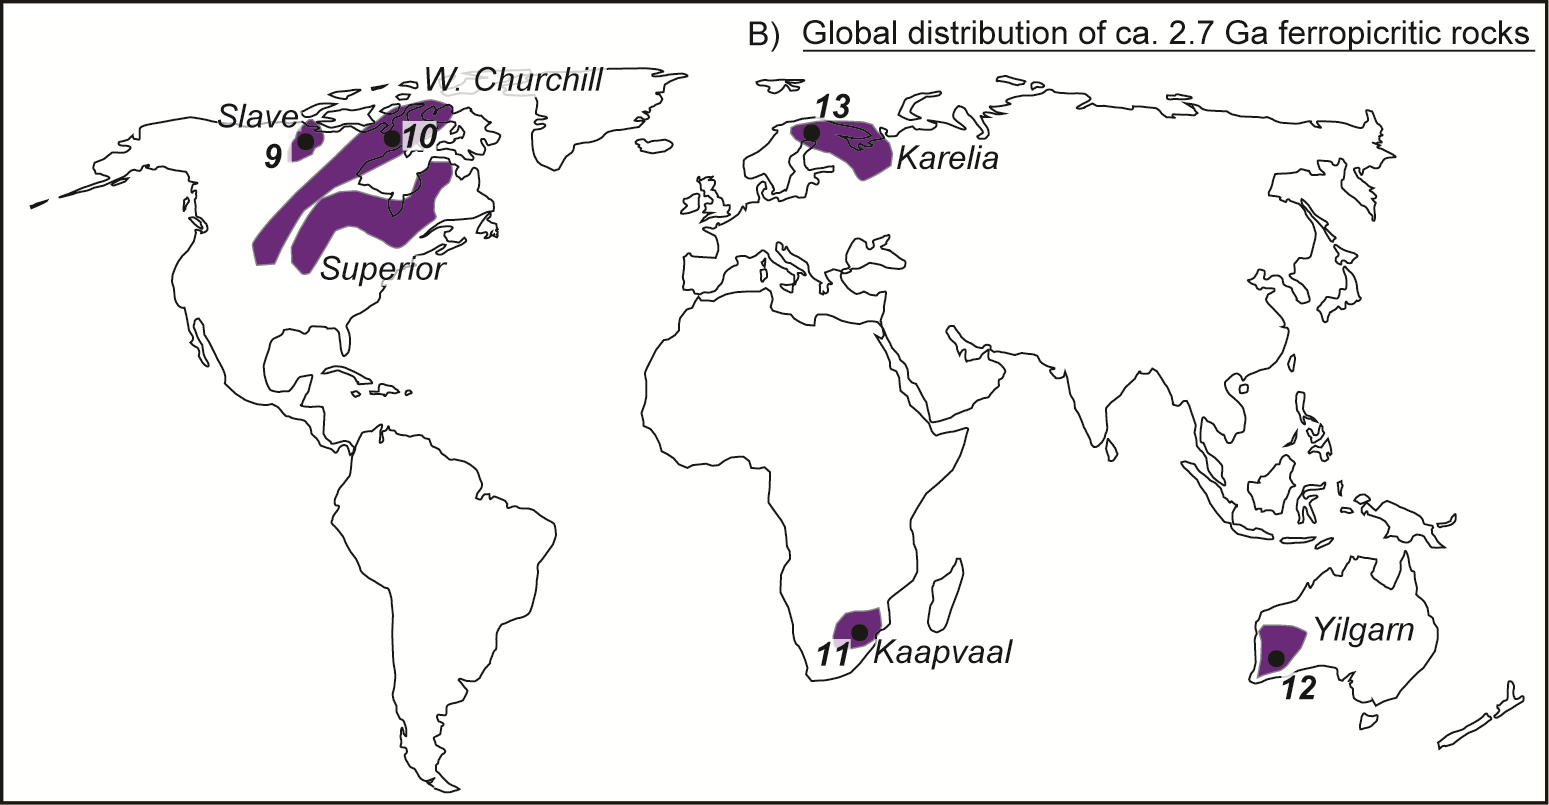 B) Global distribution of ca. 2.7 Ga ferropicritic rocks
W. Churchill
Slave
13
9
10
Karelia
Superior
Yilgarn
11
Kaapvaal
12